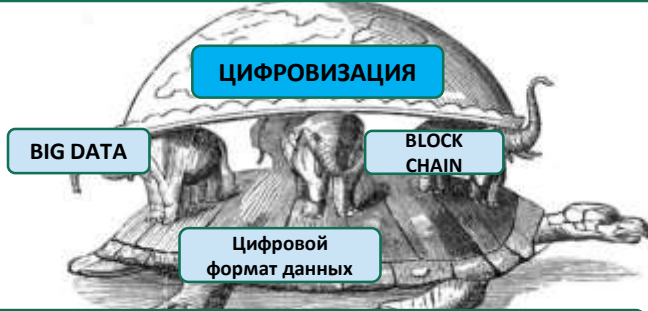 ЦИФРОВИЗАЦИЯ
BIG DATA
BLOCK
CHAIN
Цифровой
формат данных